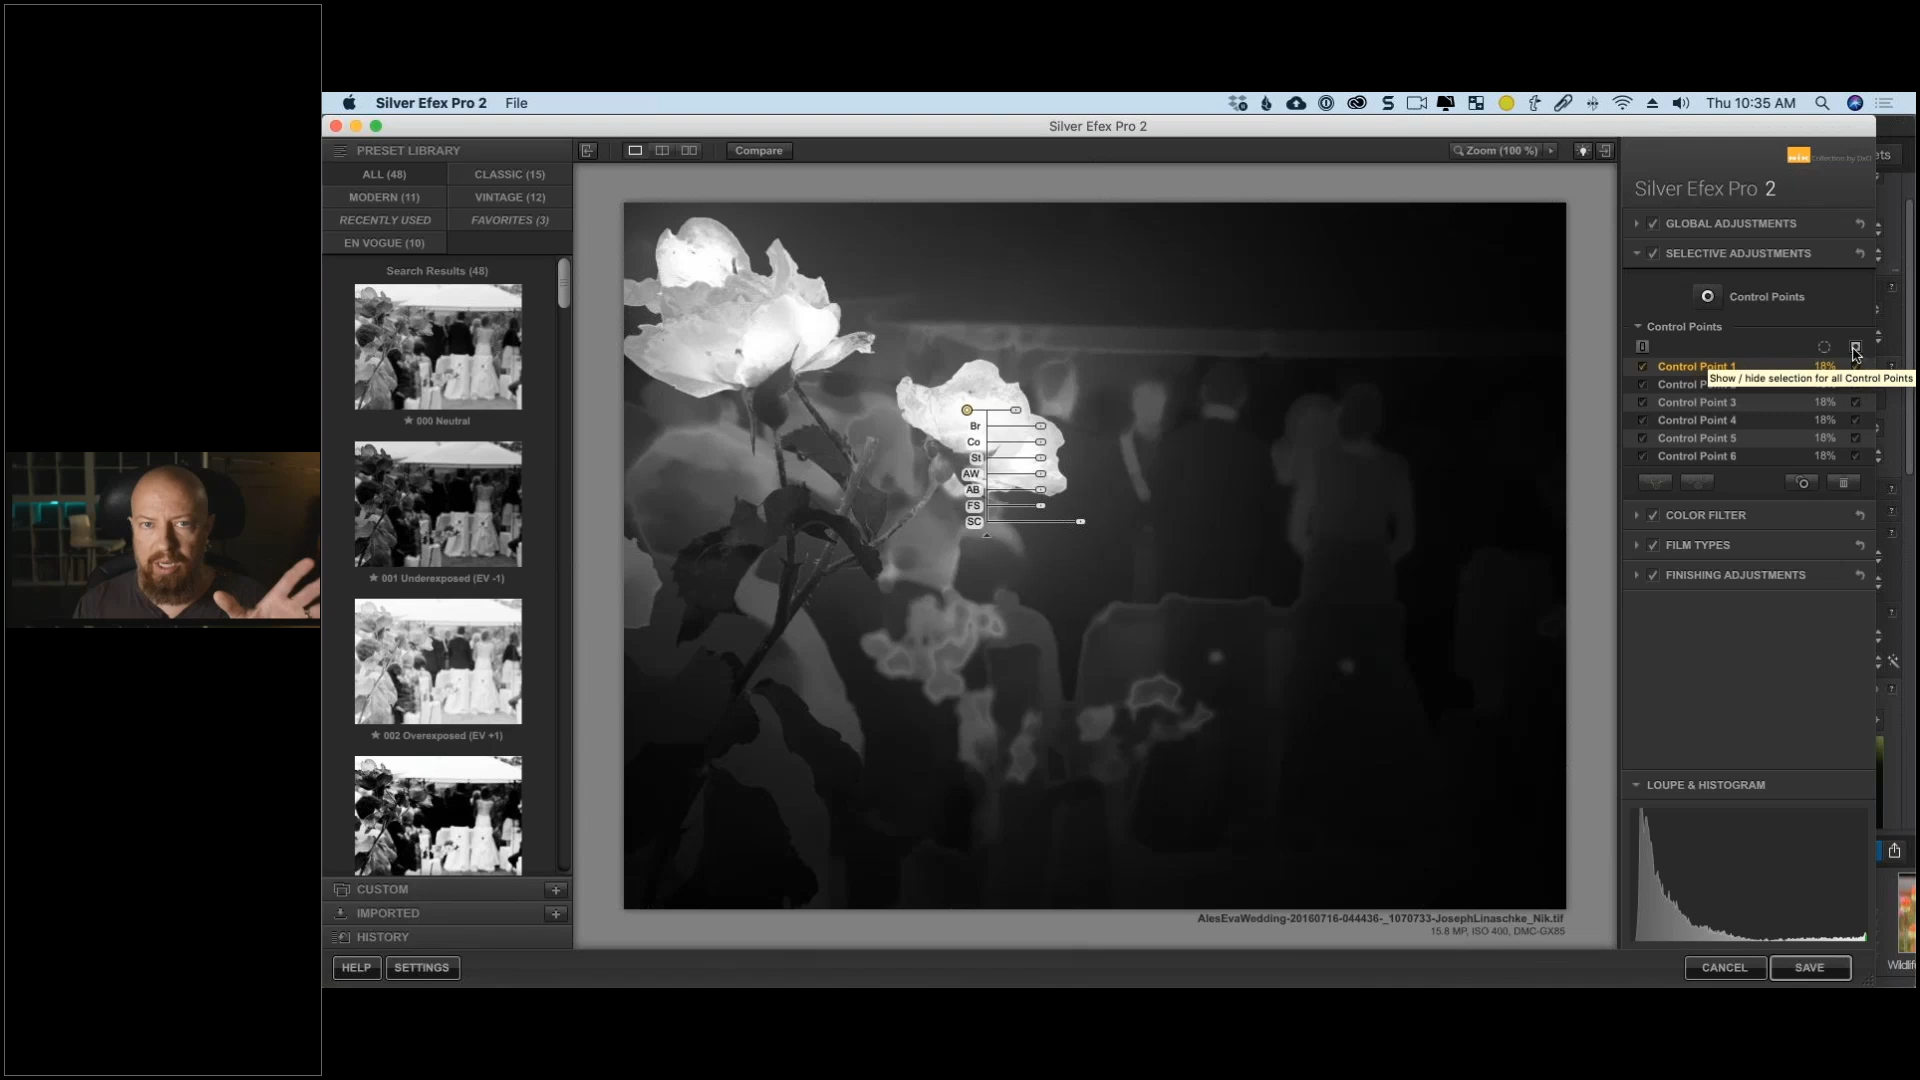 Silver Efex Pro 2 File
Thu 10:35 AM
Silver Efex Pro 2
PRESET LIBRARY
Compare
Zoom (100 %)
Collection by DxO
ets
ALL (48)
CLASSIC (15)
MODERN (11)
VINTAGE (12)
RECENTLY USED
FAVORITES (3)
EN VOGUE (10)
Search Results (48)
000 Neutral
001 Underexposed (EV -1)
002 Overexposed (EV +1)
CUSTOM
IMPORTED
HISTORY
HELP
SETTINGS
Br
Co
St
AW
AB
FS
SC
AlesEvaWedding-20160716-044436-_1070733-JosephLinaschke_Nik.tif
15.8 MP, ISO 400, DMC-GX85
Silver Efex Pro 2
GLOBAL ADJUSTMENTS
SELECTIVE ADJUSTMENTS
Control Points
Control Points
Control Point 1 18%
Show / hide selection for all Control Points
Control Point 3 18%
Control Point 4 18%
Control Point 5 18%
Control Point 6 18%
COLOR FILTER
FILM TYPES
FINISHING ADJUSTMENTS
LOUPE & HISTOGRAM
CANCEL
SAVE
Wildlif